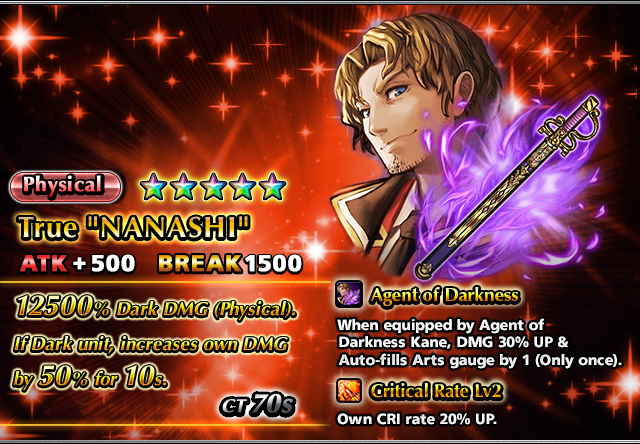 Physical
True "NANASHI"
ATK + 500 BREAK 1500
12500% Dark DMG (Physical).
If Dark unit, increases own DMG
by 50% for 10s.
CT 70s
Agent of Darkness
When equipped by Agent of
Darkness Kane, DMG 30% UP &
Auto-fills Arts gauge by 1 (Only once).
Critical Rate Lv2
Own CRI rate 20% UP.